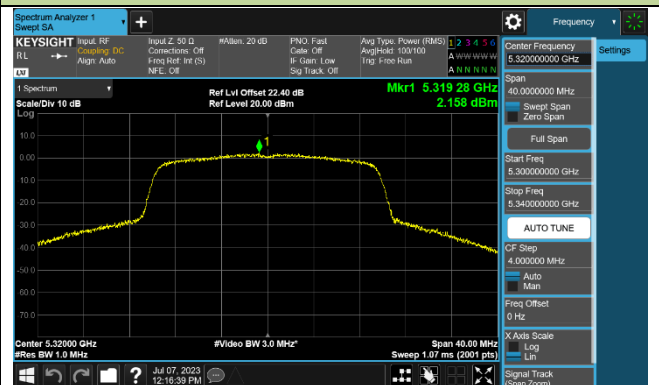 Spectrum Analyzer 1
Swept SA
Frequency
KEYSIGHT
RL
LXI
Input: RF
Coupling: DC
Align: Auto
Input Z: 50 Ω
Corrections: Off
Freq Ref: Int (S)
NFE: Off
#Atten: 20 dB
PNO: Fast
Gate: Off
IF Gain: Low
Sig Track: Off
Avg Type: Power (RMS)
Avg|Hold: 100/100
Trig: Free Run
1 2 3 4 5 6
A W W W W W
A N N N N N
1 Spectrum
Scale/Div 10 dB
Log
Ref Lvl Offset 22.40 dB
Ref Level 20.00 dBm
Mkr1 5.319 28 GHz
2.158 dBm
1
10.0
0.00
-10.0
-20.0
-30.0
-40.0
-50.0
-60.0
-70.0
Center 5.32000 GHz
#Res BW 1.0 MHz
#Video BW 3.0 MHz*
Span 40.00 MHz
Sweep 1.07 ms (2001 pts)
Jul 07, 2023
12:16:39 PM
Center Frequency
5.320000000 GHz
Span
40.0000000 MHz
Swept Span
Zero Span
Full Span
Start Freq
5.300000000 GHz
Stop Freq
5.340000000 GHz
AUTO TUNE
CF Step
4.000000 MHz
Auto
Man
Freq Offset
0 Hz
X Axis Scale
Log
Lin
Signal Track
(Span Zoom)
Settings